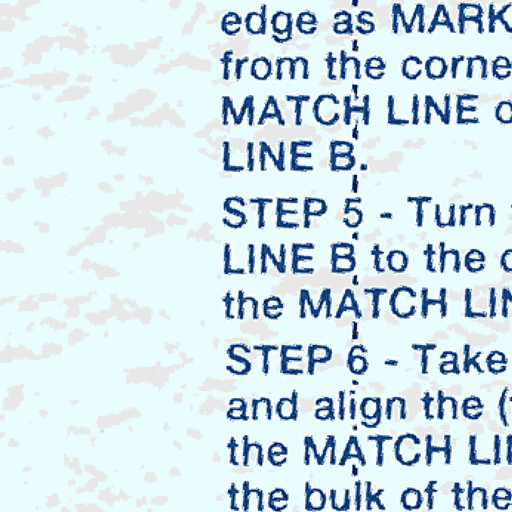 edge as MARK
from the corne
MATCH LINE
LINE B.
STEP 5 - Turn
LINE B to the
the MATCH LIN
STEP 6 - Take
and align the (
the MATCH LI
the bulk of the